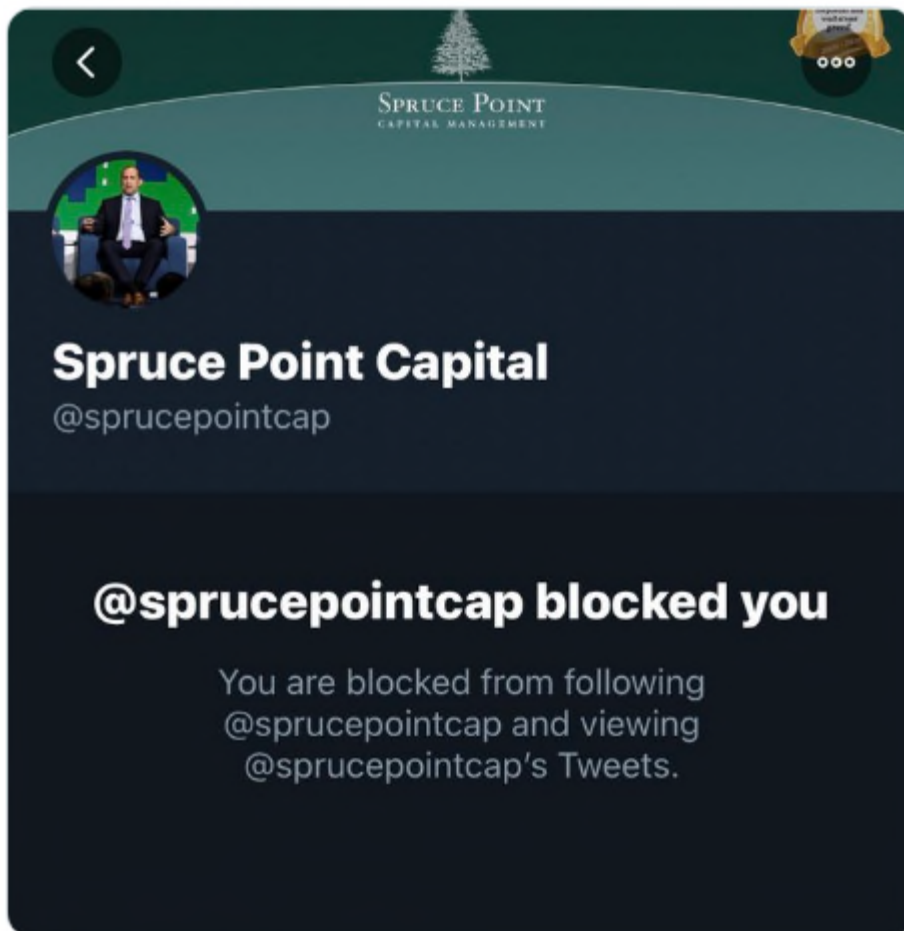 SPRUCE POINT
CAPITAL MANAGEMENT
Spruce Point Capital
@sprucepointcap
@sprucepointcap blocked you
You are blocked from following
@sprucepointcap and viewing
@sprucepointcap's Tweets.